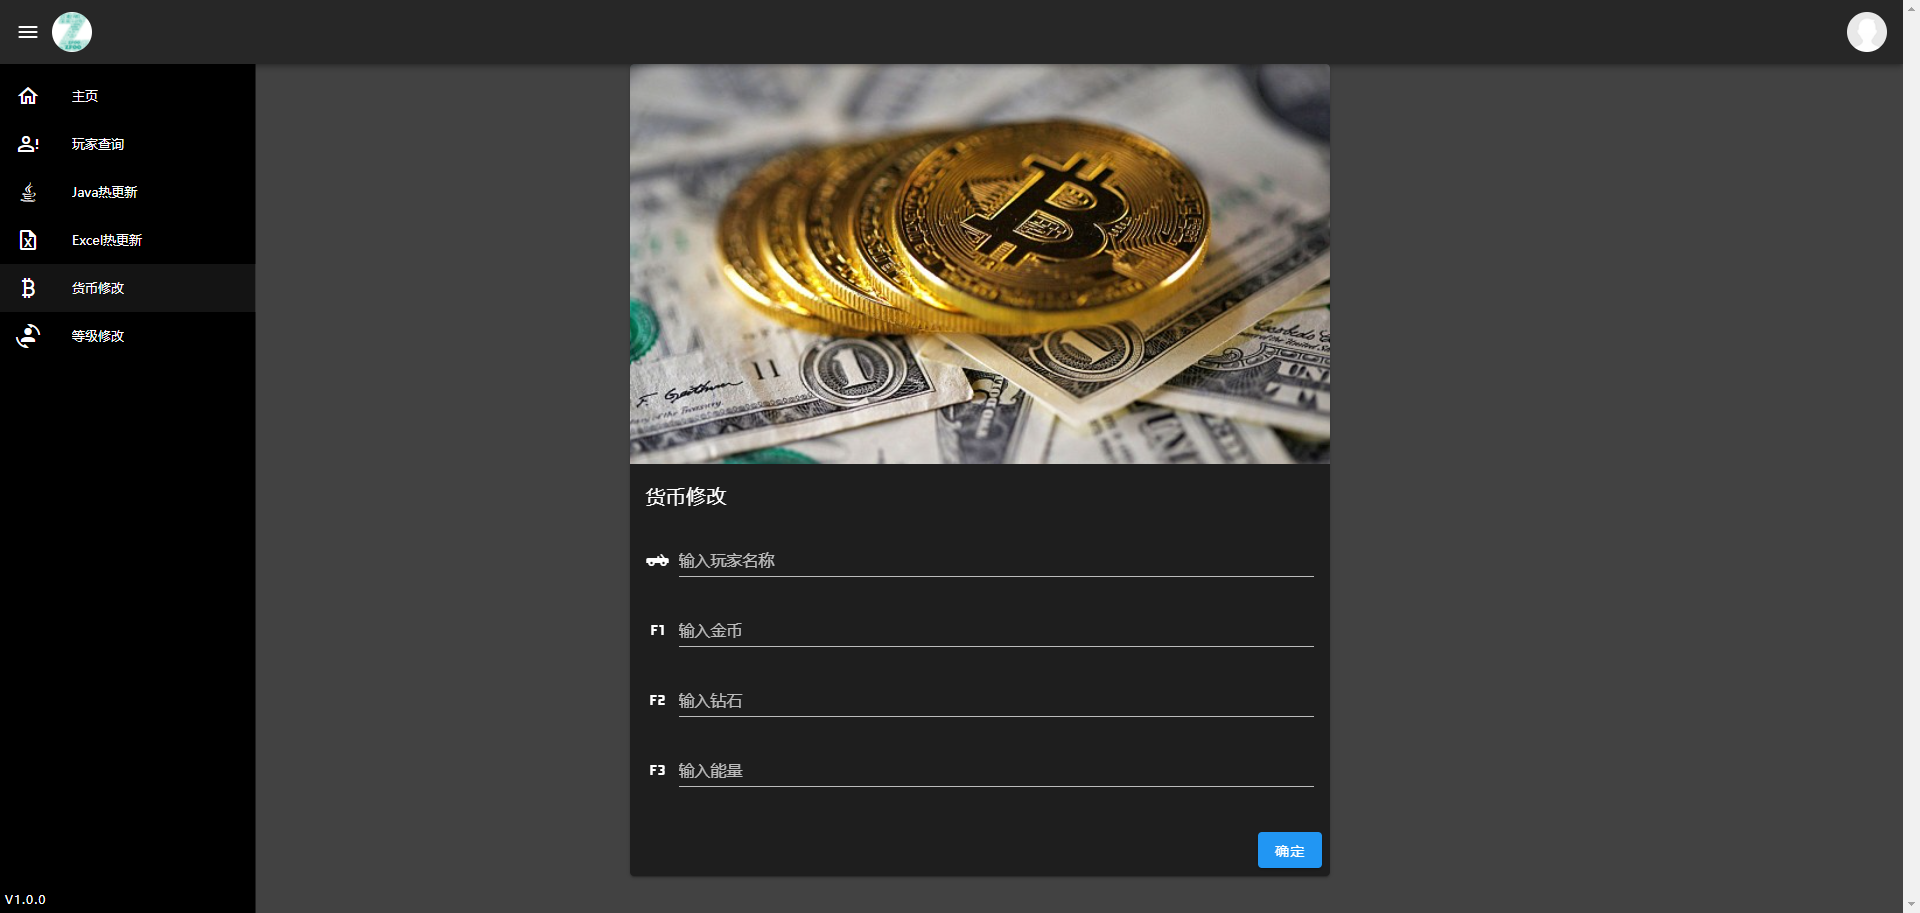 主页
玩家查询
Java热更新
Excel热更新
货币修改
等级修改
V1.0.0
货币修改
输入玩家名称
F1 输入金币
F2 输入钻石
F3 输入能量
确定